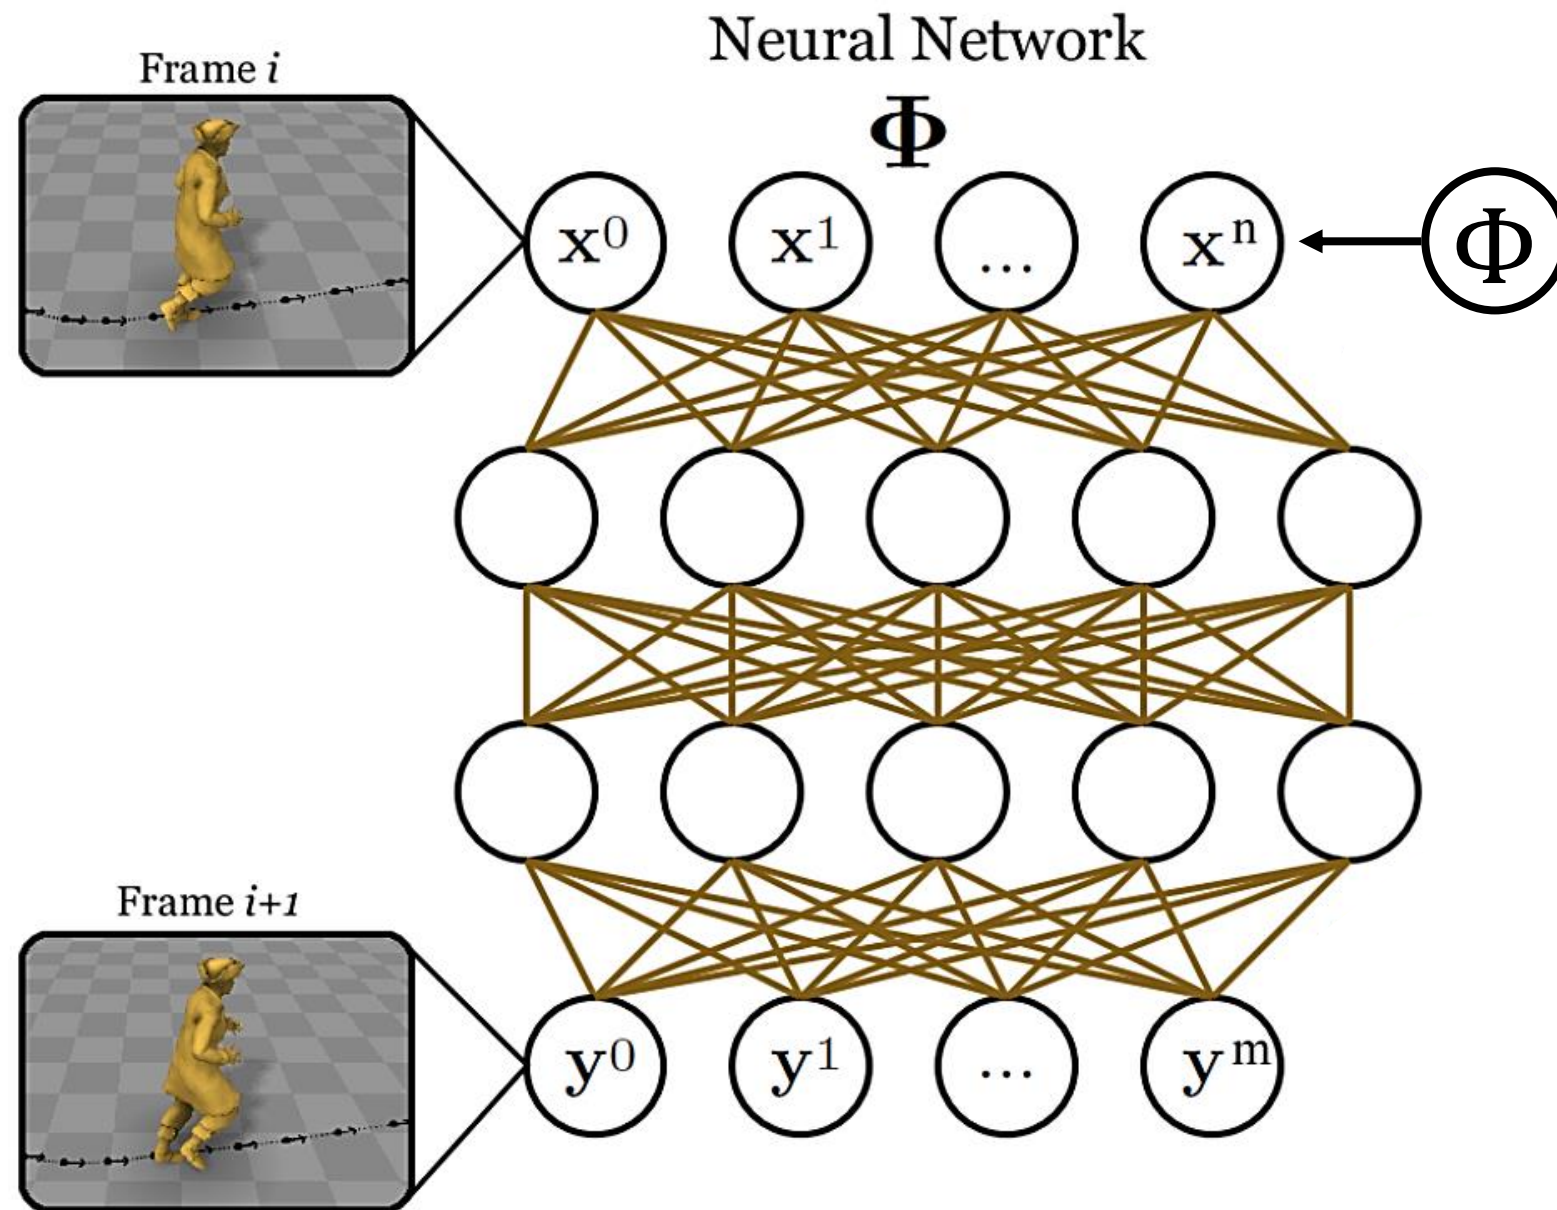 Neural Network
Φ
Frame i
x⁰ x¹ ... xⁿ Φ
Frame i+1
y⁰ y¹ ... yᵐ